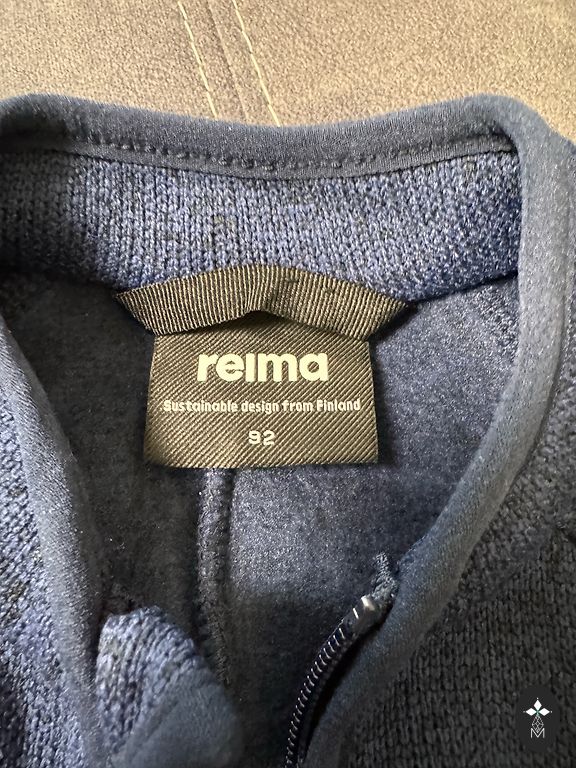 reima
Sustainable design from Finland
92